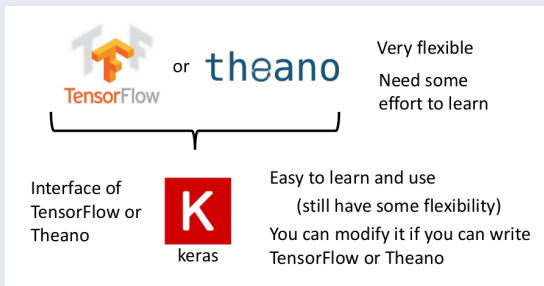 TensorFlow
or
theano
Very flexible
Need some
effort to learn
Interface of
TensorFlow or
Theano
K
keras
Easy to learn and use
(still have some flexibility)
You can modify it if you can write
TensorFlow or Theano